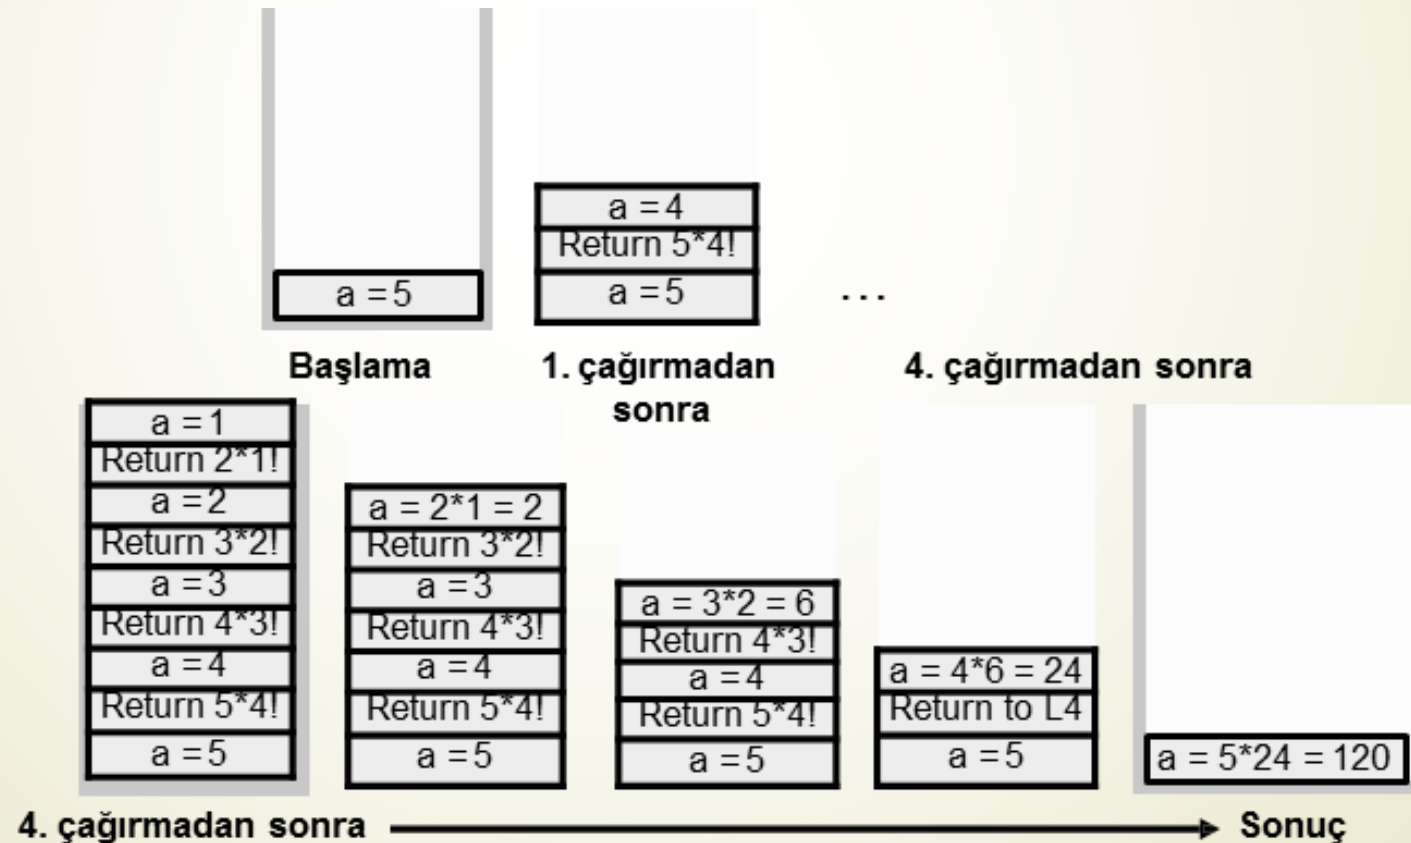 a = 5
a = 4
Return 5*4!
a = 5
...
Başlama
1. çağırmadan
sonra
4. çağırmadan sonra
a = 1
Return 2*1!
a = 2
Return 3*2!
a = 3
Return 4*3!
a = 4
Return 5*4!
a = 5
a = 2*1 = 2
Return 3*2!
a = 3
Return 4*3!
a = 4
Return 5*4!
a = 5
a = 3*2 = 6
Return 4*3!
a = 4
Return 5*4!
a = 5
a = 4*6 = 24
Return to L4
a = 5
a = 5*24 = 120
4. çağırmadan sonra
Sonuç